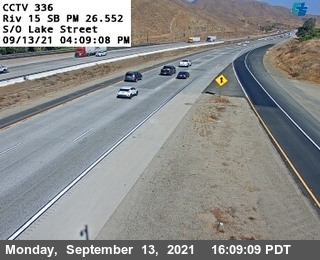 CCTV 336
Riv 15 SB PM 26.552
S/O Lake Street
09/13/21 04:09:08 PM
Monday, September 13, 2021 16:09:09 PDT